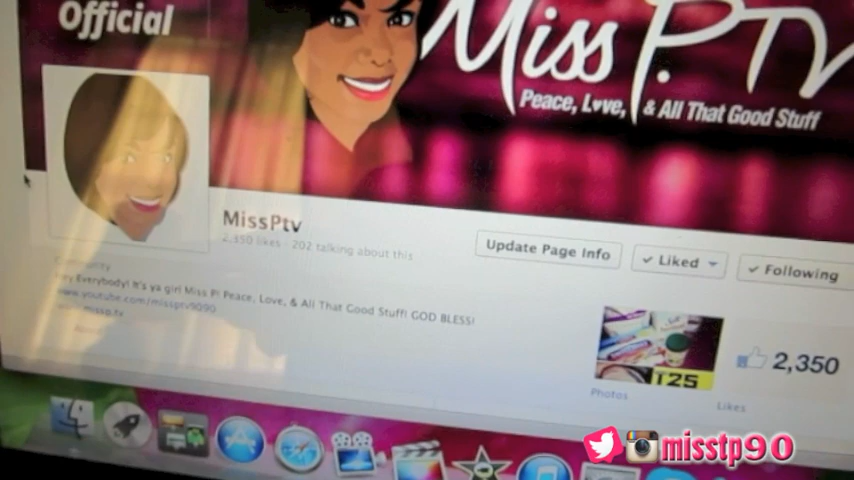 Official
Miss P.TV
Peace, Love, & All That Good Stuff
MissPtv
2,350 likes · 202 talking about this
Update Page Info
✓ Liked
✓ Following
Community
Hey Everybody! It's ya girl Miss P! Peace, Love, & All That Good Stuff! GOD BLESS!
www.youtube.com/missptv9090
missp.tv
T25
2,350
Photos
Likes
misstp90